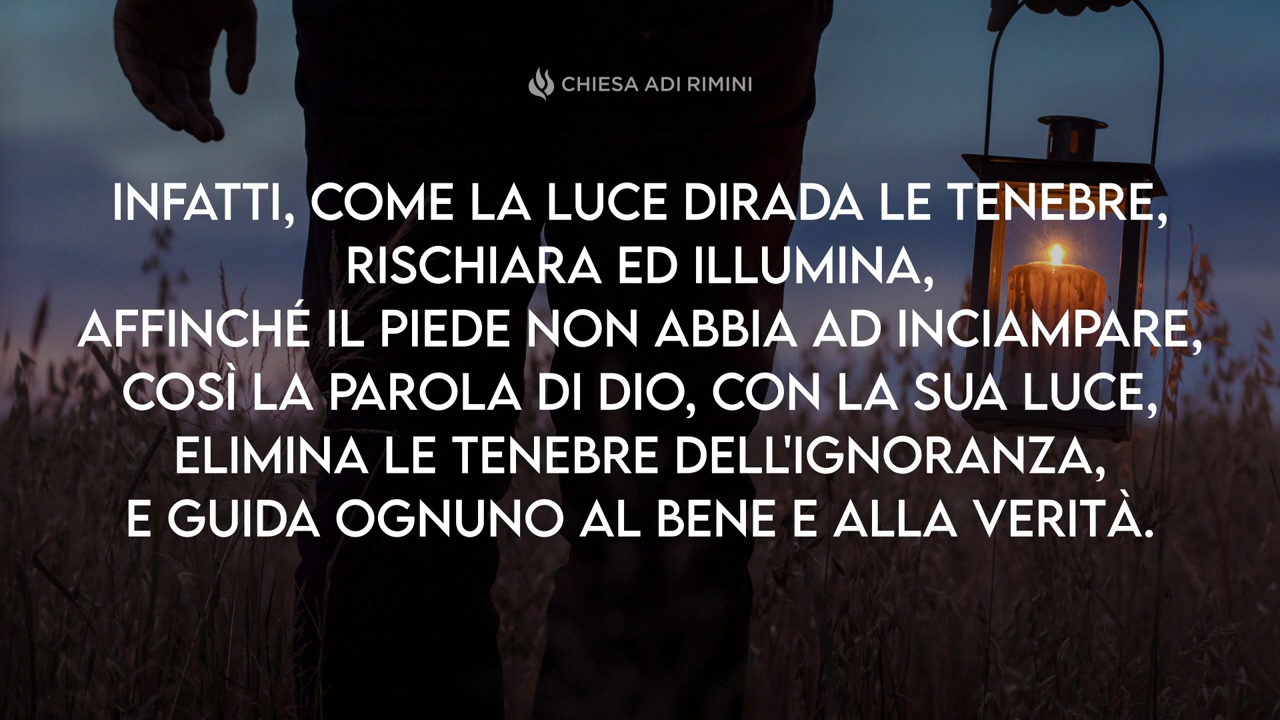 CHIESA ADI RIMINI
INFATTI, COME LA LUCE DIRADA LE TENEBRE,
RISCHIARA ED ILLUMINA,
AFFINCHÉ IL PIEDE NON ABBIA AD INCIAMPARE,
COSÌ LA PAROLA DI DIO, CON LA SUA LUCE,
ELIMINA LE TENEBRE DELL'IGNORANZA,
E GUIDA OGNUNO AL BENE E ALLA VERITÀ.